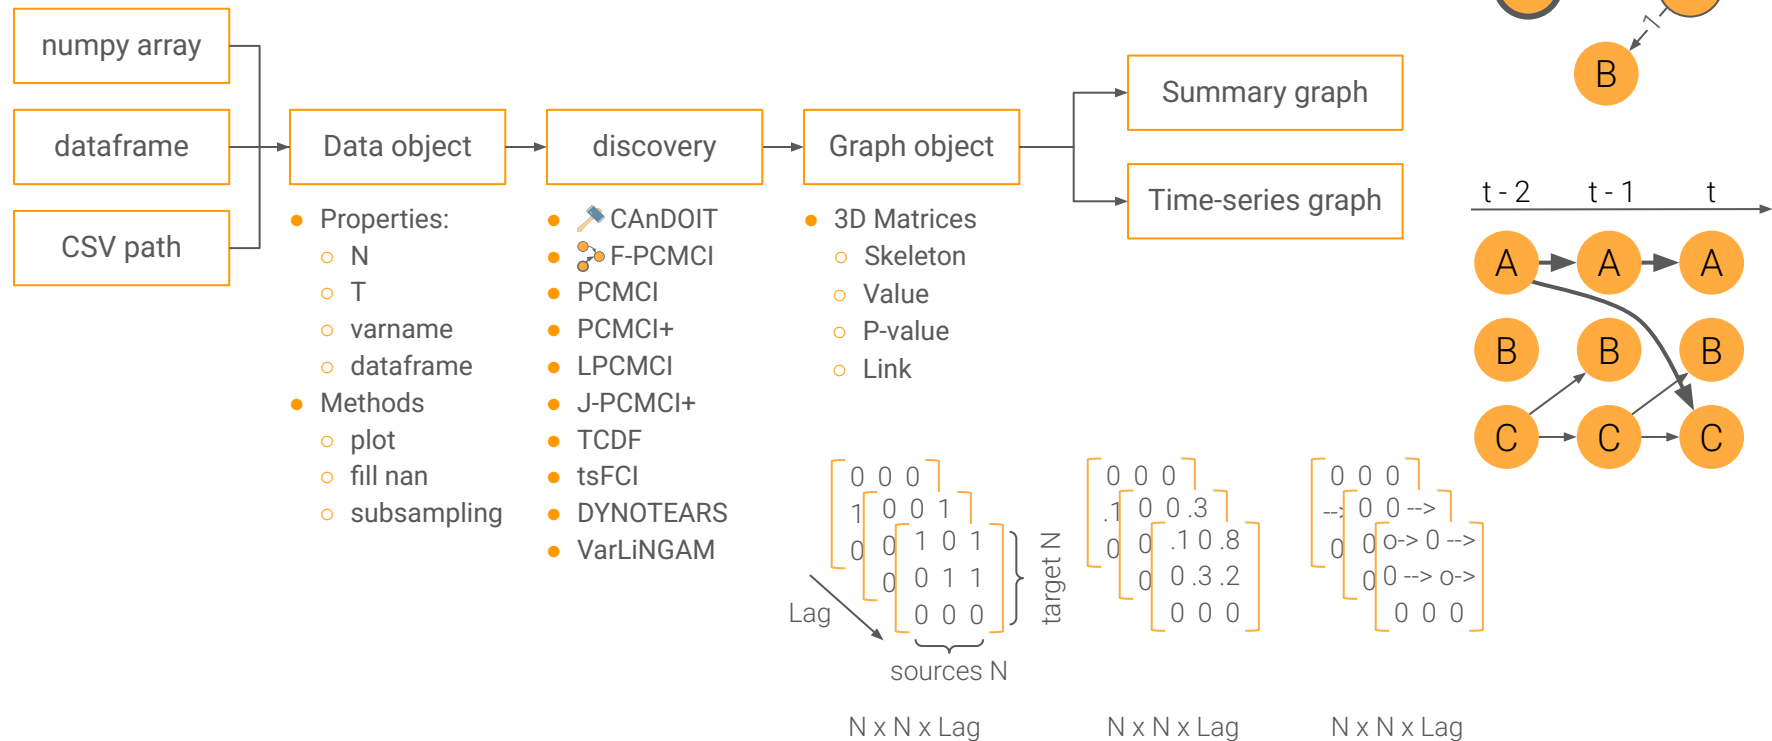 numpy array
dataframe
CSV path
Data object
discovery
Graph object
Summary graph
Time-series graph
Properties:
N
T
varname
dataframe
Methods
plot
fill nan
subsampling
CAnDOIT
F-PCMCI
PCMCI
PCMCI+
LPCMCI
J-PCMCI+
TCDF
tsFCI
DYNOTEARS
VarLiNGAM
3D Matrices
Skeleton
Value
P-value
Link
1
B
t - 2 t - 1 t
A A A
B B B
C C C
0 0 0
1 0 0 1
0 0 1 0 1
0 0 1 1
0 0 0
Lag
target N
sources N
N x N x Lag
0 0 0
.1 0 0 .3
0 0 .1 0 .8
0 0 .3 .2
0 0 0
N x N x Lag
0 0 0
--> 0 0 -->
0 0 o-> 0 -->
0 0 --> o->
0 0 0
N x N x Lag